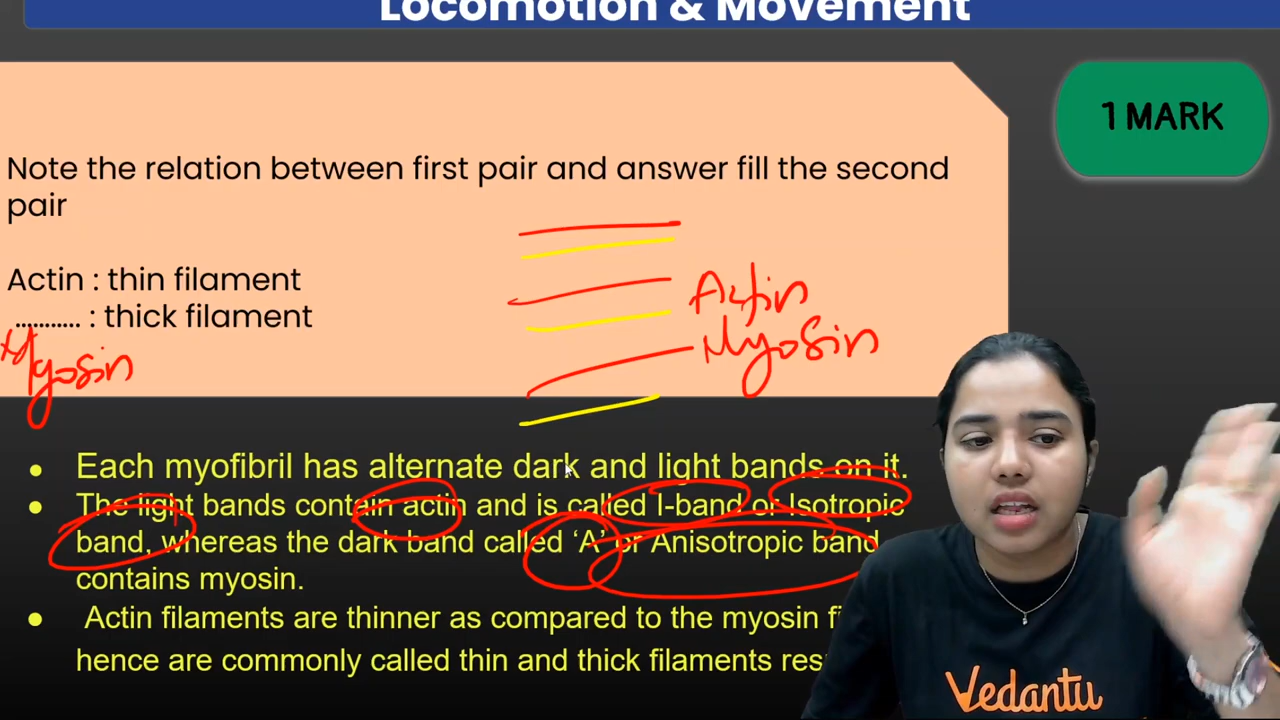 Locomotion & Movement
1 MARK
Note the relation between first pair and answer fill the second
pair
Actin : thin filament
........... : thick filament
Myosin
Actin
Myosin
Each myofibril has alternate dark and light bands on it.
The light bands contain actin and is called I-band or Isotropic
band, whereas the dark band called ‘A’ or Anisotropic band
contains myosin.
Actin filaments are thinner as compared to the myosin
hence are commonly called thin and thick filaments
Vedantu